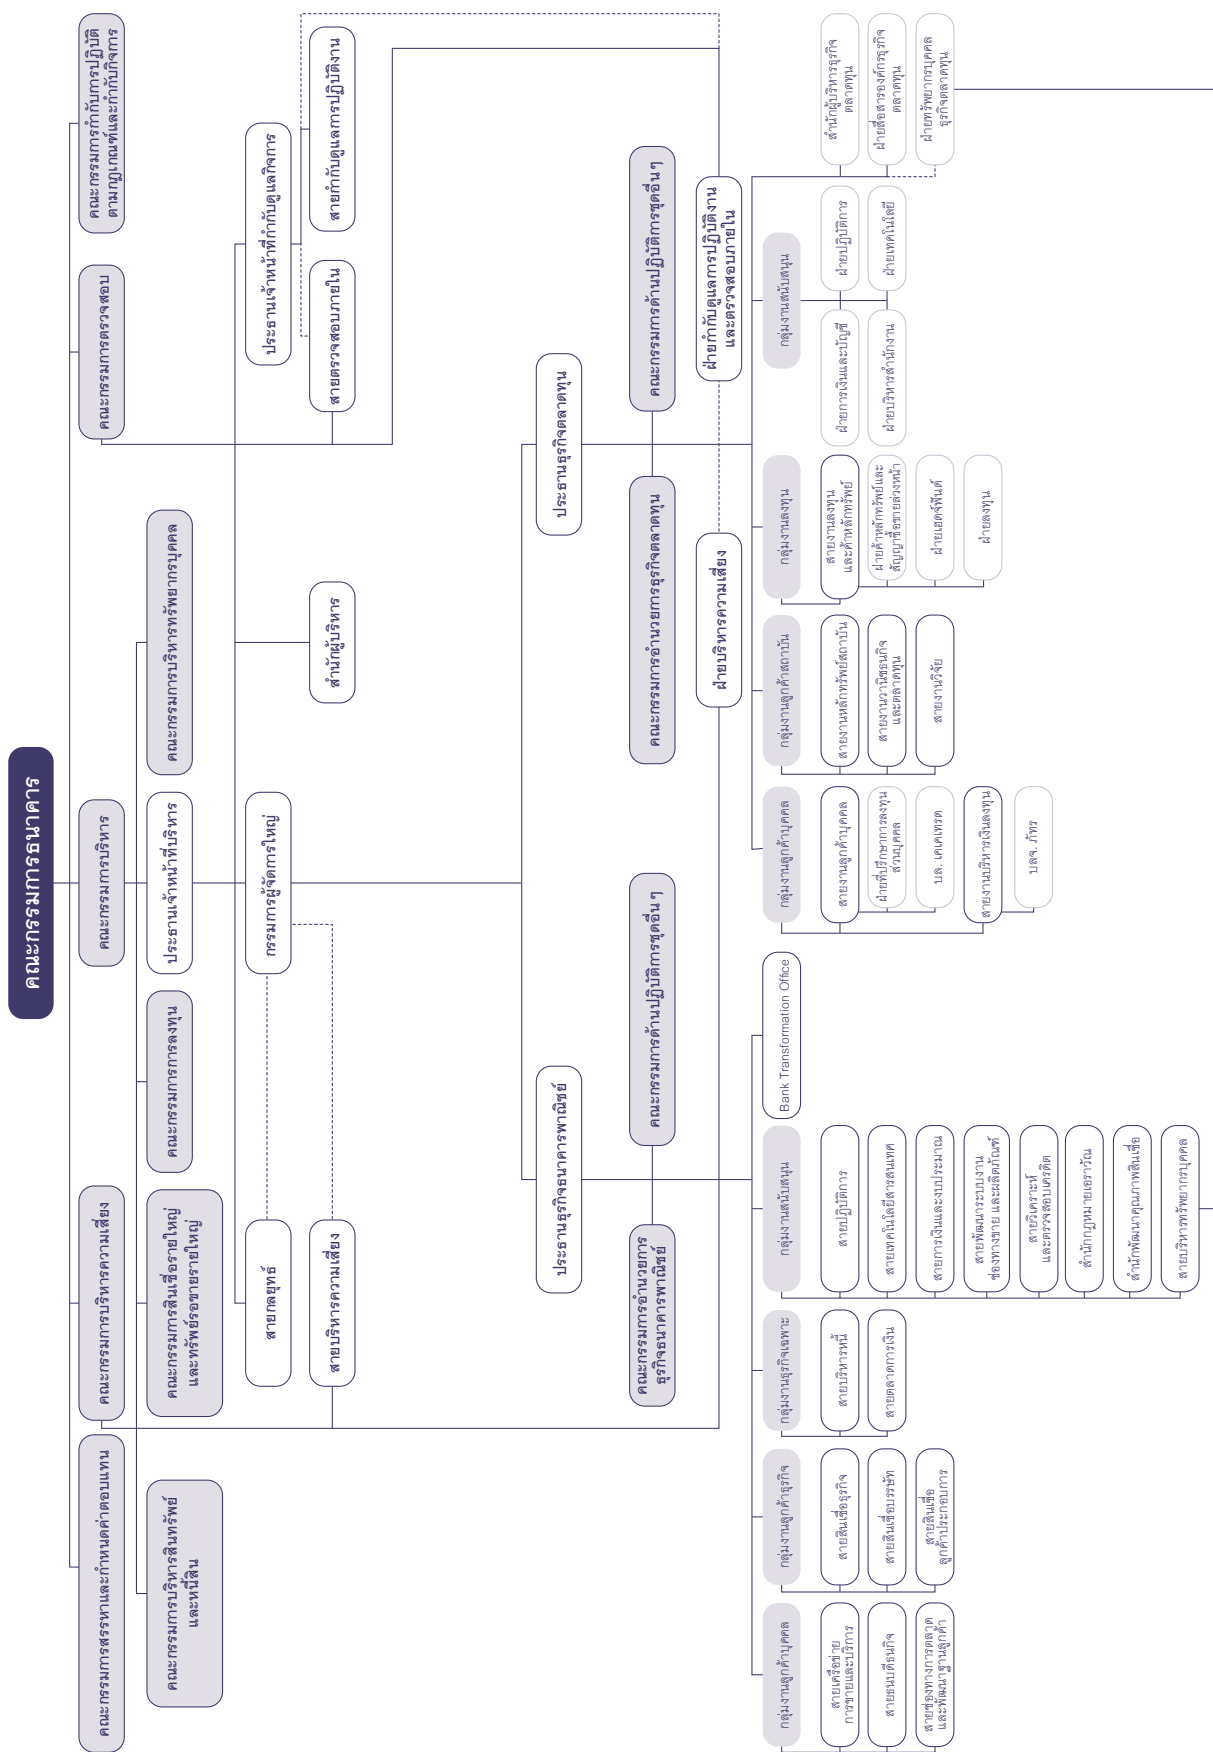 คณะกรรมการธนาคาร
คณะกรรมการสรรหาและกำหนดค่าตอบแทน
คณะกรรมการบริหารความเสี่ยง
คณะกรรมการบริหาร
คณะกรรมการตรวจสอบ
คณะกรรมการกำกับการปฏิบัติ
ตามกฎเกณฑ์และกำกับกิจการ
คณะกรรมการบริหารสินทรัพย์
และหนี้สิน
คณะกรรมการสินเชื่อรายใหญ่
และทรัพย์รอขายรายใหญ่
คณะกรรมการการลงทุน
ประธานเจ้าหน้าที่บริหาร
คณะกรรมการบริหารทรัพยากรบุคคล
สายกลยุทธ์
กรรมการผู้จัดการใหญ่
ประธานเจ้าหน้าที่กำกับดูแลกิจการ
สายบริหารความเสี่ยง
สำนักผู้บริหาร
สายตรวจสอบภายใน
สายกำกับดูแลการปฏิบัติงาน
ประธานธุรกิจธนาคารพาณิชย์
ประธานธุรกิจตลาดทุน
คณะกรรมการอำนวยการ
ธุรกิจธนาคารพาณิชย์
คณะกรรมการด้านปฏิบัติการชุดอื่นๆ
คณะกรรมการอำนวยการธุรกิจตลาดทุน
คณะกรรมการด้านปฏิบัติการชุดอื่นๆ
ฝ่ายบริหารความเสี่ยง
ฝ่ายกำกับดูแลการปฏิบัติงาน
และตรวจสอบภายใน
กลุ่มงานลูกค้าบุคคล
สายเครือข่าย
การขายและบริการ
สายธนบดีธนกิจ
สายช่องทางการตลาด
และพัฒนาฐานลูกค้า
กลุ่มงานลูกค้าธุรกิจ
สายสินเชื่อธุรกิจ
สายสินเชื่อบรรษัท
สายสินเชื่อ
ลูกค้าประกอบการ
กลุ่มงานธุรกิจเฉพาะ
สายบริหารหนี้
สายตลาดการเงิน
กลุ่มงานสนับสนุน
สายปฏิบัติการ
สายเทคโนโลยีสารสนเทศ
สายการเงินและงบประมาณ
สายพัฒนาระบบงาน
ช่องทางขาย และผลิตภัณฑ์
สายวิเคราะห์
และตรวจสอบเครดิต
สำนักกฎหมายเอราวัณ
สำนักพัฒนาคุณภาพสินเชื่อ
สายบริหารทรัพยากรบุคคล
Bank Transformation Office
กลุ่มงานลูกค้าบุคคล
สายงานลูกค้าบุคคล
ฝ่ายที่ปรึกษาการลงทุน
ส่วนบุคคล
บล. เคเคเทรด
สายงานบริหารเงินลงทุน
บลจ. ภัทร
กลุ่มงานลูกค้าสถาบัน
สายงานหลักทรัพย์สถาบัน
สายงานวานิชธนกิจ
และตลาดทุน
สายงานวิจัย
กลุ่มงานลงทุน
สายงานลงทุน
และค้าหลักทรัพย์
ฝ่ายค้าหลักทรัพย์และ
สัญญาซื้อขายล่วงหน้า
ฝ่ายเฮดจ์ฟันด์
ฝ่ายลงทุน
กลุ่มงานสนับสนุน
ฝ่ายการเงินและบัญชี
ฝ่ายปฏิบัติการ
ฝ่ายบริหารสำนักงาน
ฝ่ายเทคโนโลยี
สำนักผู้บริหารธุรกิจ
ตลาดทุน
ฝ่ายสื่อสารองค์กรธุรกิจ
ตลาดทุน
ฝ่ายทรัพยากรบุคคล
ธุรกิจตลาดทุน